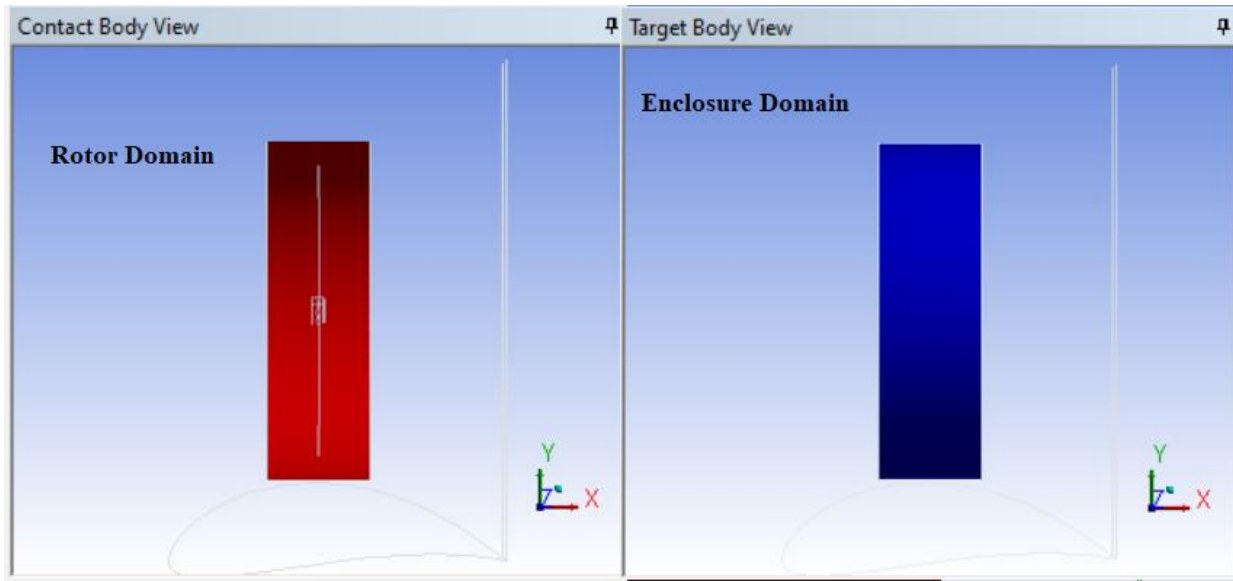 Contact Body View
Target Body View
Rotor Domain
Enclosure Domain
Y
Z
X
Y
Z
X